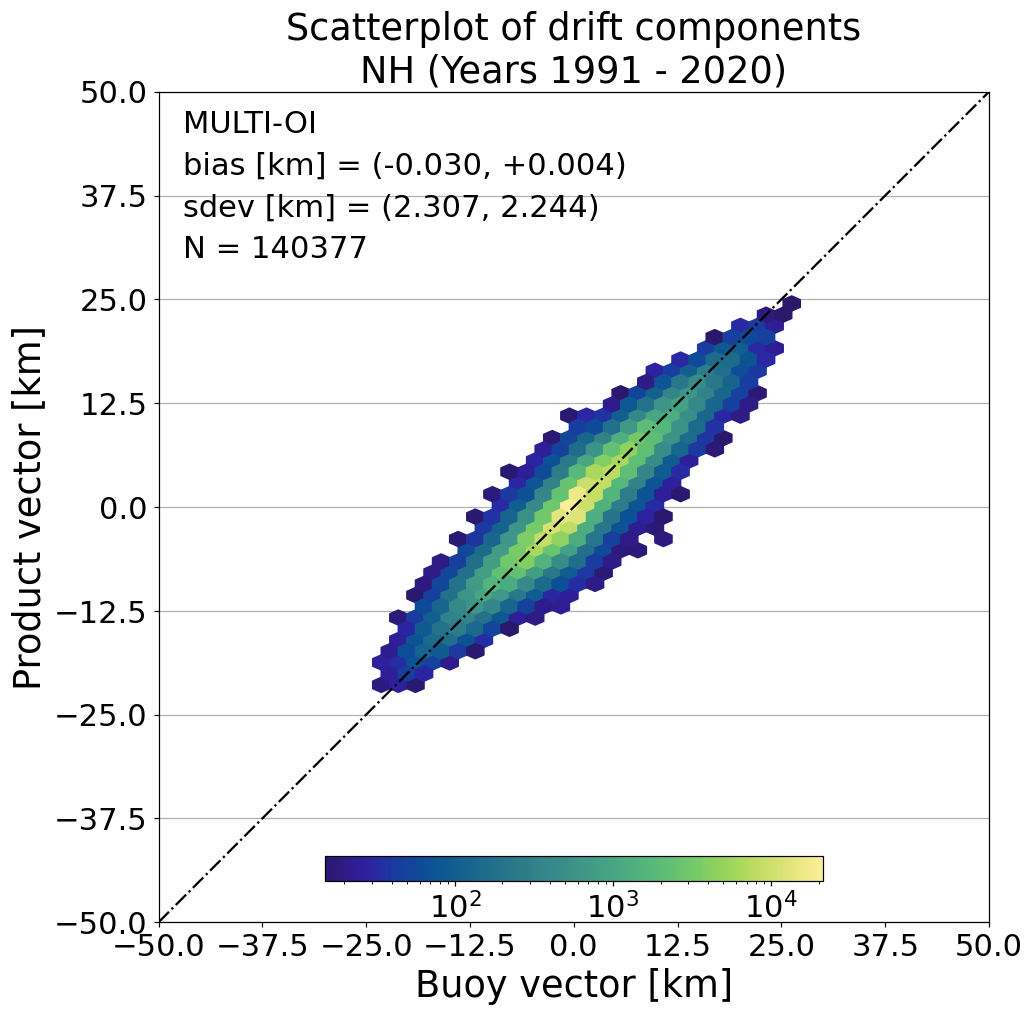 Scatterplot of drift components
NH (Years 1991 - 2020)
MULTI-OI
bias [km] = (-0.030, +0.004)
sdev [km] = (2.307, 2.244)
N = 140377
Product vector [km]
50.0
37.5
25.0
12.5
0.0
−12.5
−25.0
−37.5
−50.0
10² 10³ 10⁴
−50.0 −37.5 −25.0 −12.5 0.0 12.5 25.0 37.5 50.0
Buoy vector [km]